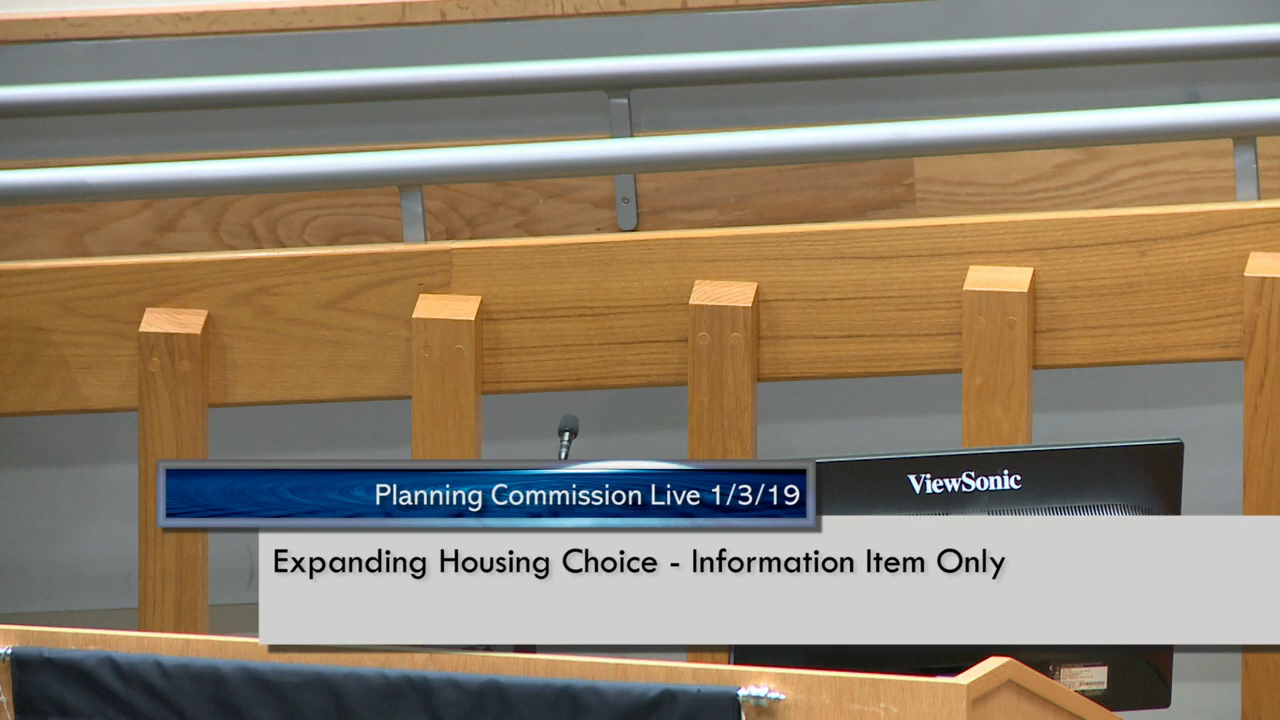 ViewSonic
Planning Commission Live 1/3/19
Expanding Housing Choice - Information Item Only